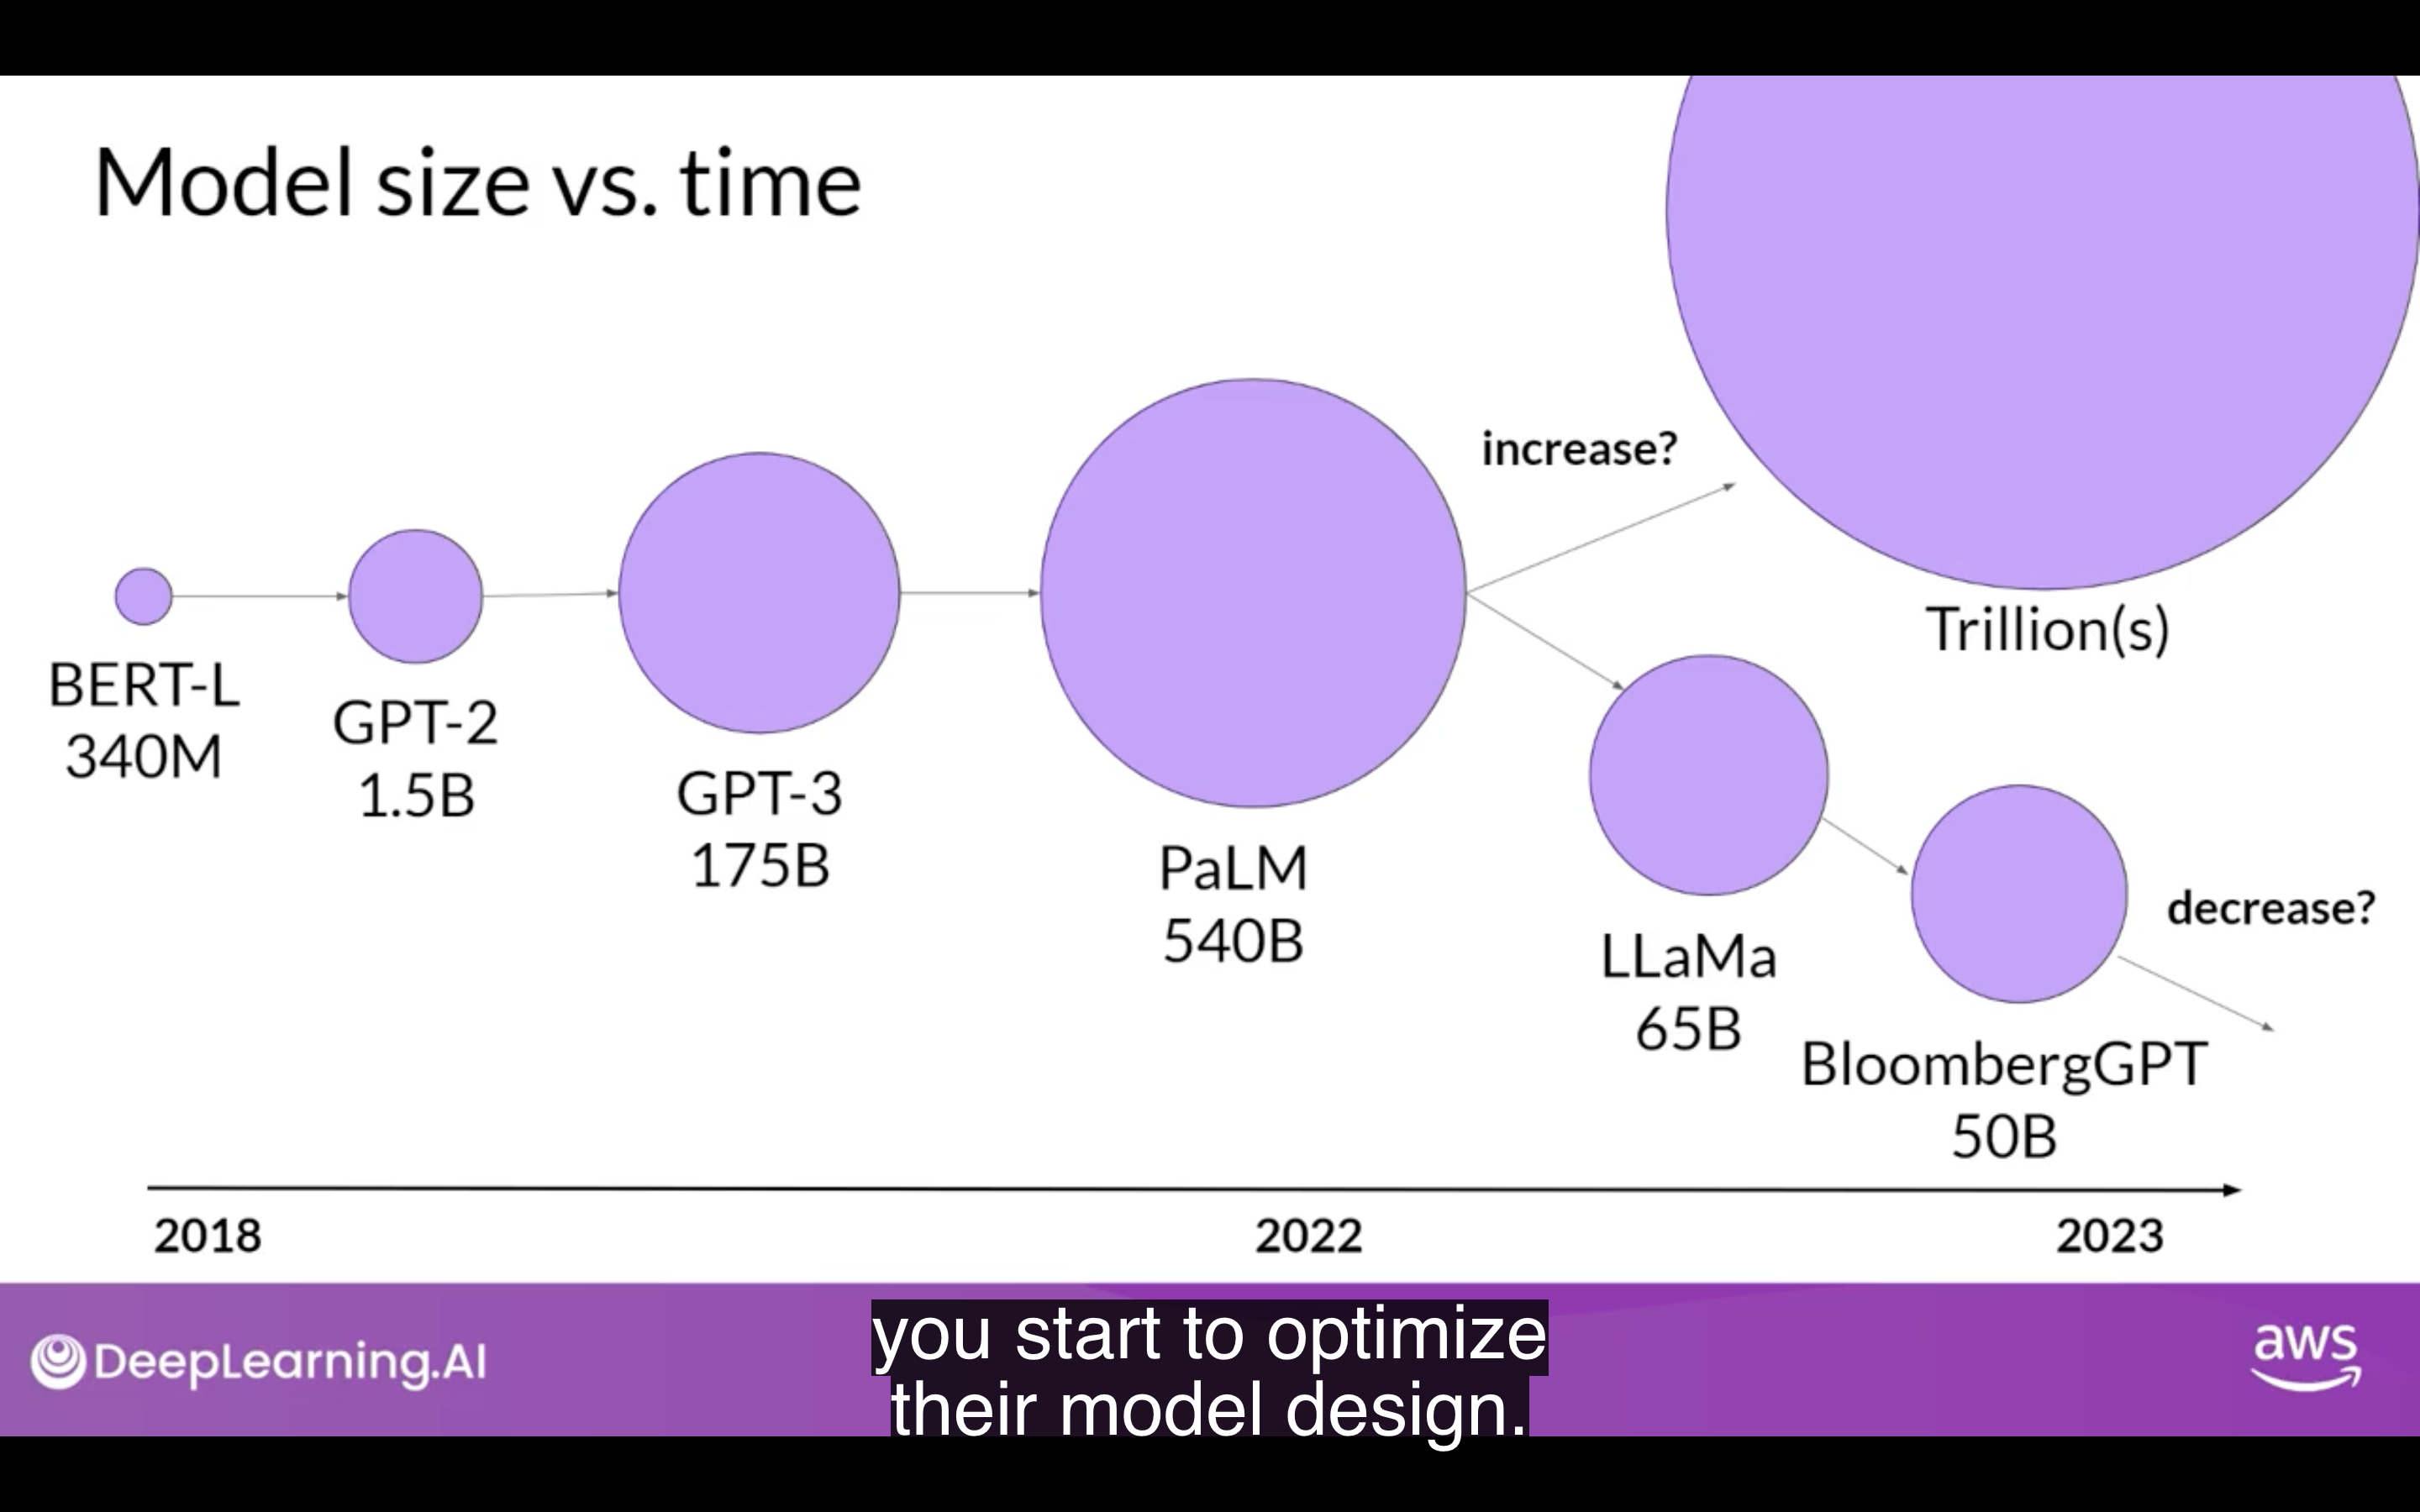 Model size vs. time
increase?
Trillion(s)
BERT-L
340M
GPT-2
1.5B
GPT-3
175B
PaLM
540B
LLaMa
65B
BloombergGPT
50B
decrease?
2018
2022
2023
DeepLearning.AI
you start to optimize
their model design.
aws